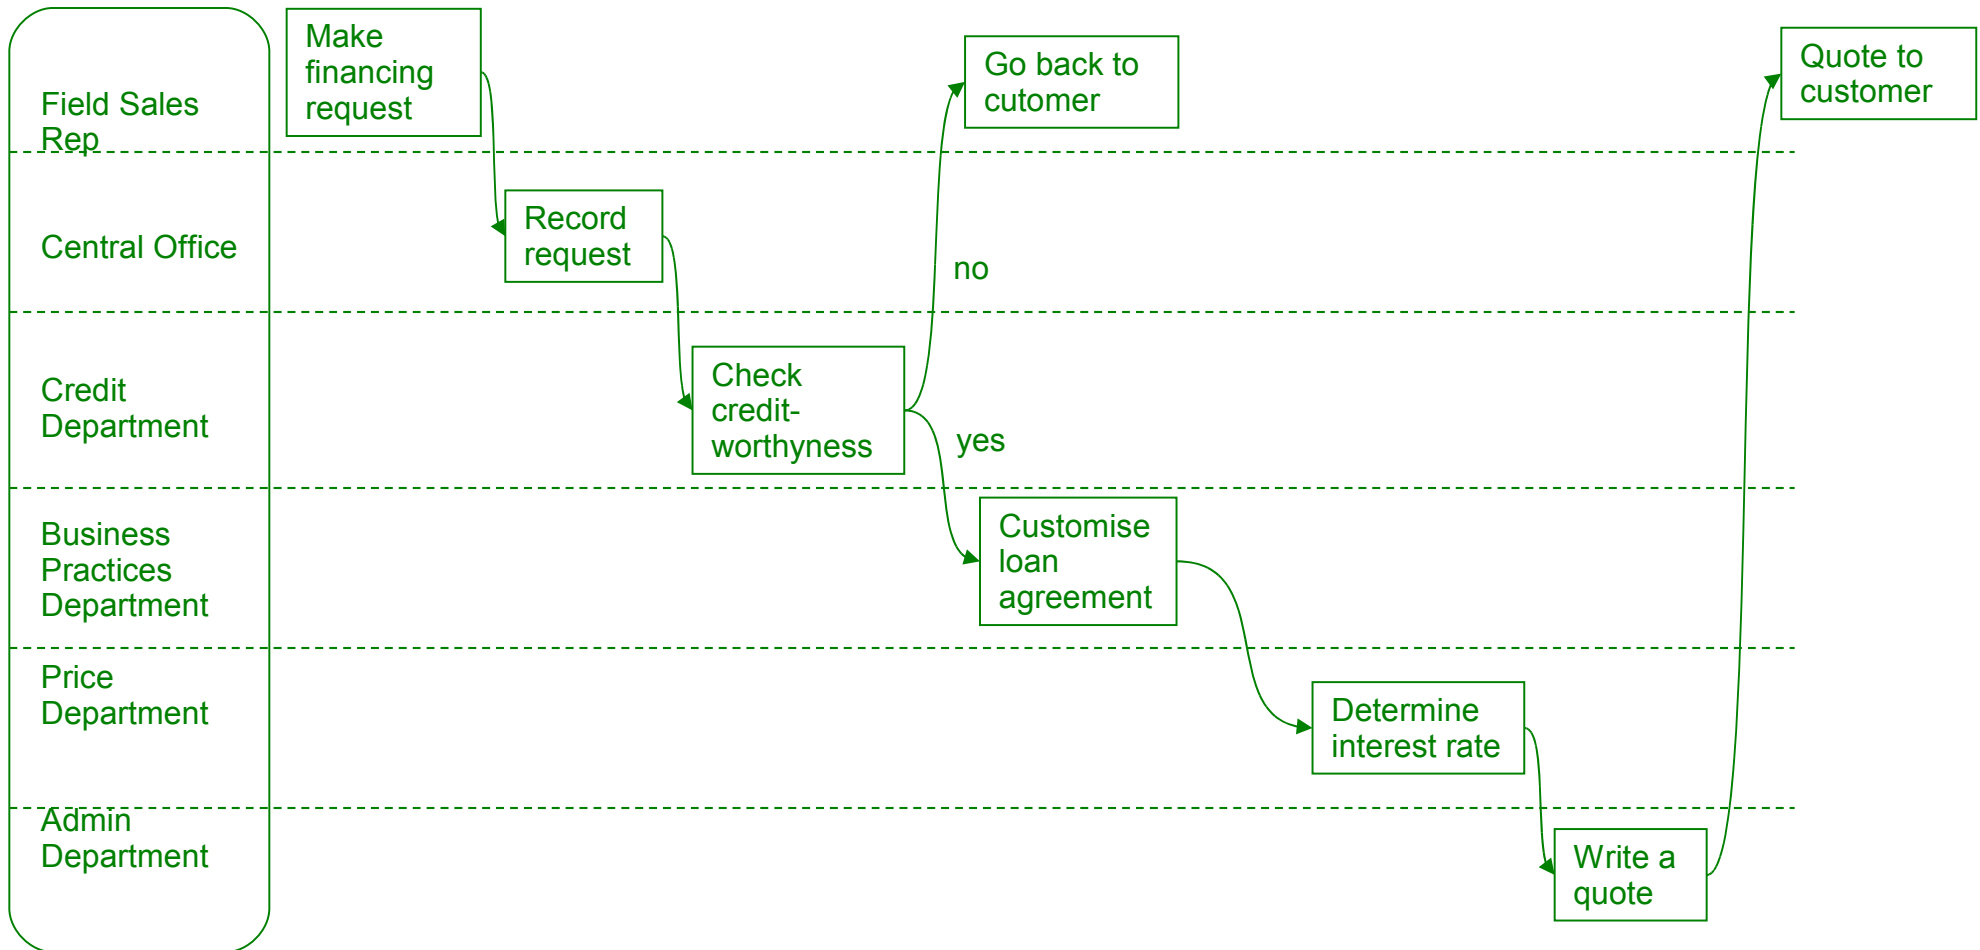 Field Sales
Rep
Make
financing
request
Go back to
cutomer
Quote to
customer
Central Office
Record
request
no
Credit
Department
Check
credit-
worthyness
yes
Business
Practices
Department
Customise
loan
agreement
Price
Department
Determine
interest rate
Admin
Department
Write a
quote